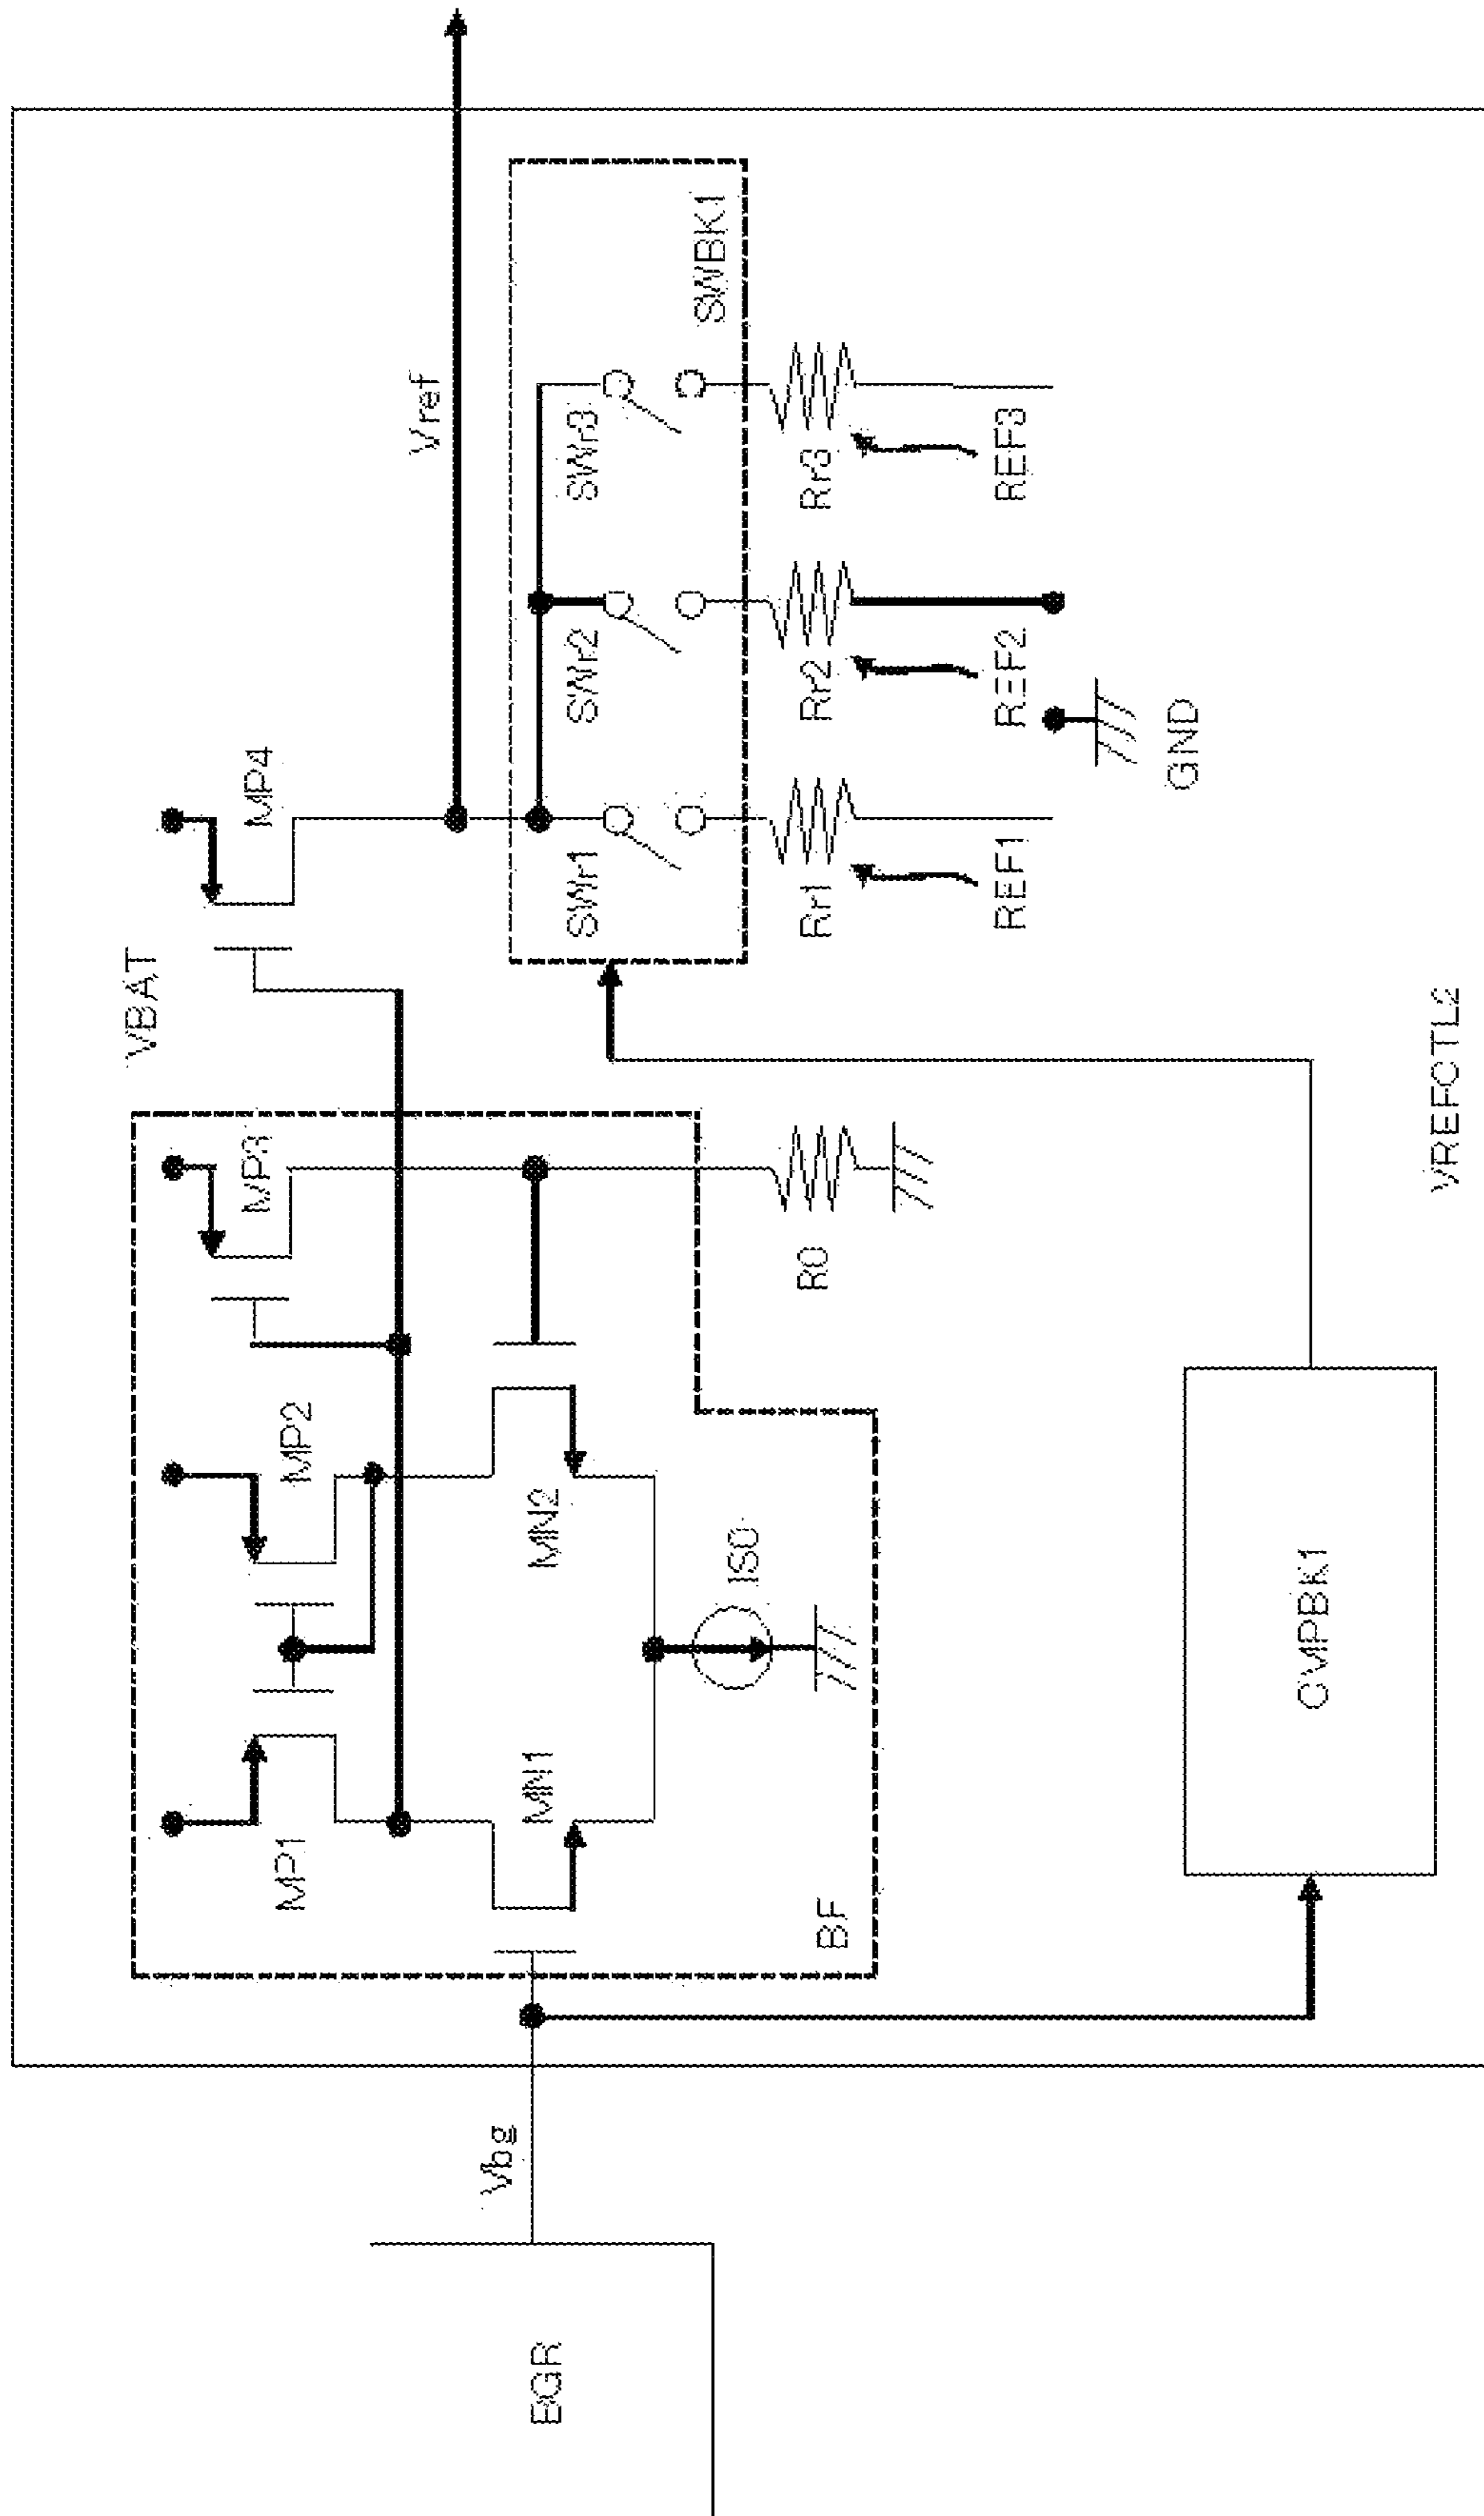 Vref
VBAT
MP4
MP1
MP2
MP3
SWr1
SWr2
SWr3
SWBK1
MN1
MN2
IS0
BF
R0
Rr1
Rr2
Rr3
REF1
REF2
REF3
GND
BGR
Vbg
CMPBK1
VREFCTL2